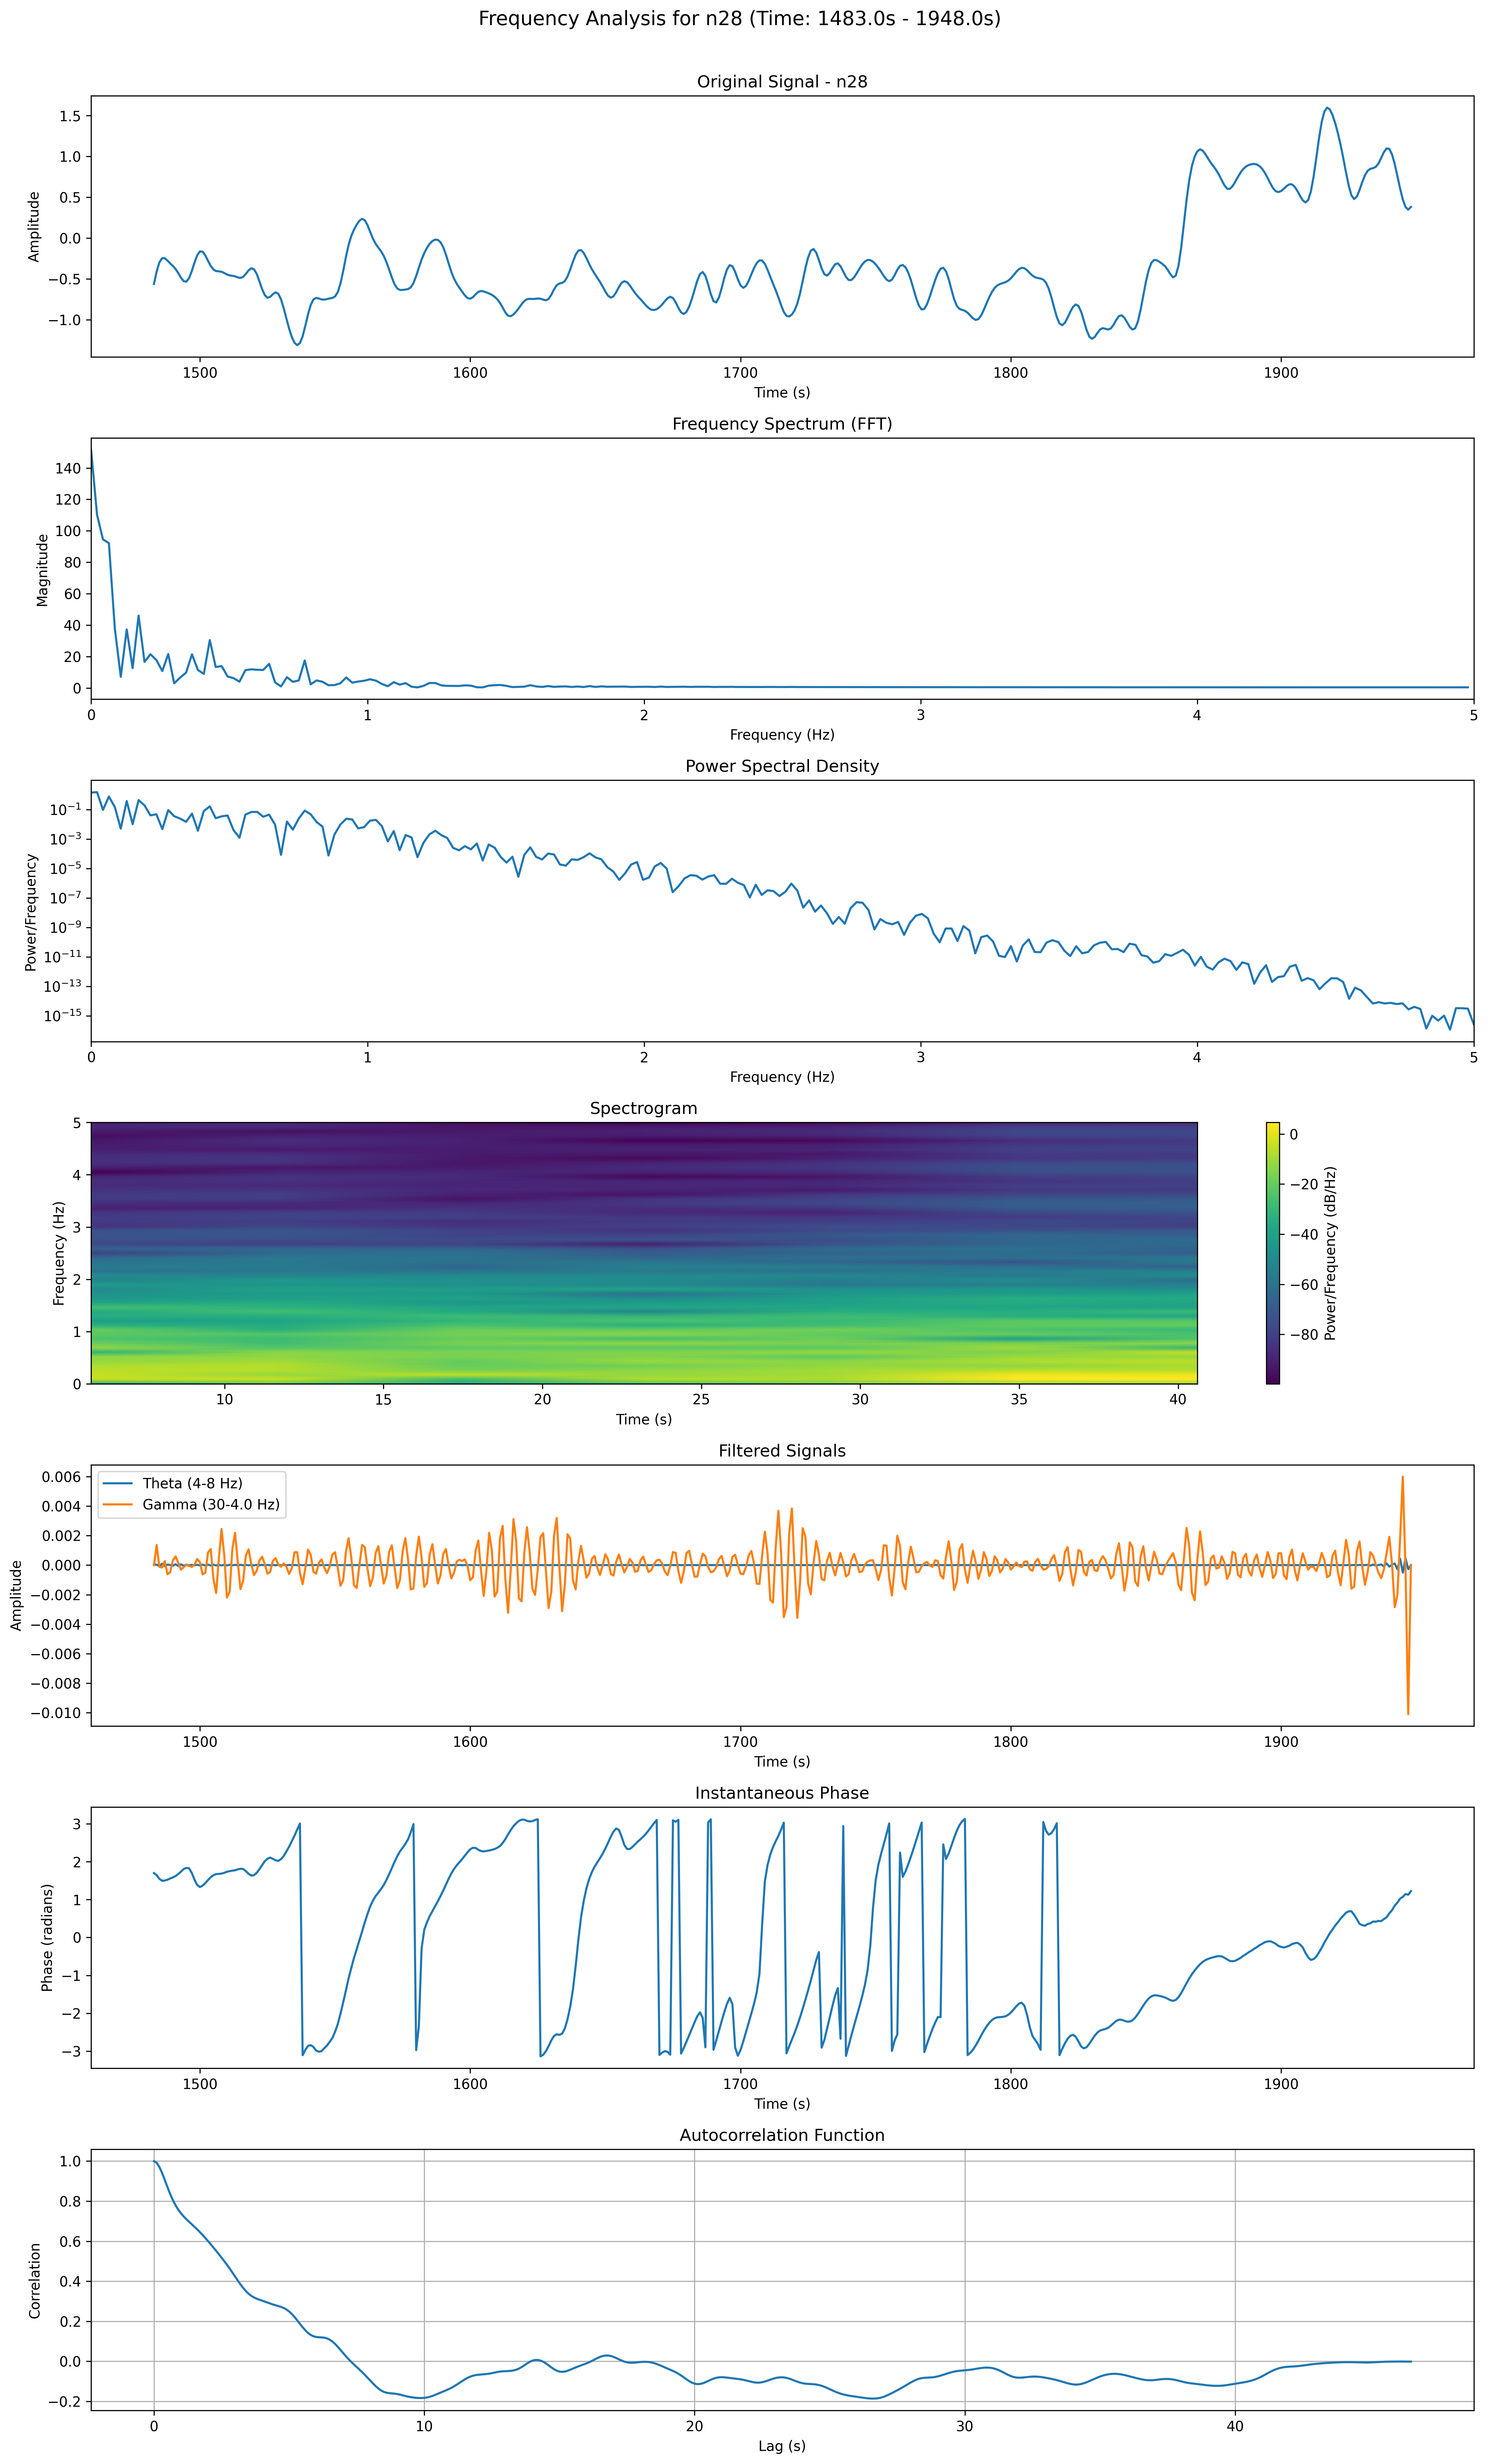 Frequency Analysis for n28 (Time: 1483.0s - 1948.0s)
Original Signal - n28
Amplitude
1.5
1.0
0.5
0.0
−0.5
−1.0
1500 1600 1700 1800 1900
Time (s)
Frequency Spectrum (FFT)
Magnitude
140
120
100
80
60
40
20
0
0 1 2 3 4 5
Frequency (Hz)
Power Spectral Density
Power/Frequency
10⁻¹
10⁻³
10⁻⁵
10⁻⁷
10⁻⁹
10⁻¹¹
10⁻¹³
10⁻¹⁵
0 1 2 3 4 5
Frequency (Hz)
Spectrogram
Frequency (Hz)
5
4
3
2
1
0
10 15 20 25 30 35 40
Time (s)
0
−20
−40
−60
−80
Power/Frequency (dB/Hz)
Filtered Signals
Theta (4-8 Hz)
Gamma (30-4.0 Hz)
Amplitude
0.006
0.004
0.002
0.000
−0.002
−0.004
−0.006
−0.008
−0.010
1500 1600 1700 1800 1900
Time (s)
Instantaneous Phase
Phase (radians)
3
2
1
0
−1
−2
−3
1500 1600 1700 1800 1900
Time (s)
Autocorrelation Function
Correlation
1.0
0.8
0.6
0.4
0.2
0.0
−0.2
0 10 20 30 40
Lag (s)